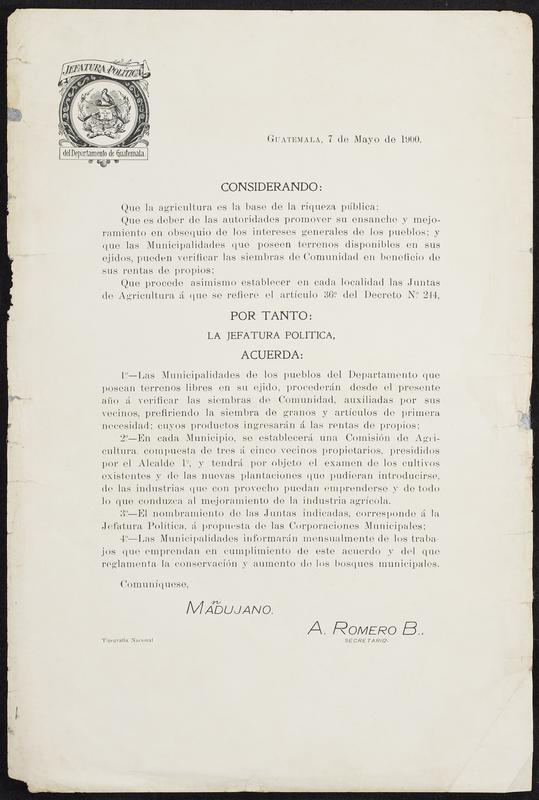 JEFATURA POLITICA
del Departamento de Guatemala
GUATEMALA, 7 de Mayo de 1900.
CONSIDERANDO:
Que la agricultura es la base de la riqueza pública;
Que es deber de las autoridades promover su ensanche y mejo-
ramiento en obsequio de los intereses generales de los pueblos; y
que las Municipalidades que poseen terrenos disponibles en sus
ejidos, pueden verificar las siembras de Comunidad en beneficio de
sus rentas de propios;
Que procede asimismo establecer en cada localidad las Juntas
de Agricultura á que se refiere el artículo 36º del Decreto Nº 244,
POR TANTO:
LA JEFATURA POLITICA,
ACUERDA:
1º—Las Municipalidades de los pueblos del Departamento que
posean terrenos libres en su ejido, procederán desde el presente
año á verificar las siembras de Comunidad, auxiliadas por sus
vecinos, prefiriendo la siembra de granos y artículos de primera
necesidad; cuyos productos ingresarán á las rentas de propios;
2º—En cada Municipio, se establecerá una Comisión de Agri-
cultura, compuesta de tres á cinco vecinos propietarios, presididos
por el Alcalde 1º, y tendrá por objeto el examen de los cultivos
existentes y de las nuevas plantaciones que pudieran introducirse,
de las industrias que con provecho puedan emprenderse y de todo
lo que conduzca al mejoramiento de la industria agrícola.
3º—El nombramiento de las Juntas indicadas, corresponde á la
Jefatura Política, á propuesta de las Corporaciones Municipales;
4º—Las Municipalidades informarán mensualmente de los traba-
jos que emprendan en cumplimiento de este acuerdo y del que
reglamenta la conservación y aumento de los bosques municipales.
Comuníquese,
MADUJANO.
n
A. ROMERO B.,
SECRETARIO.
Tipografía Nacional